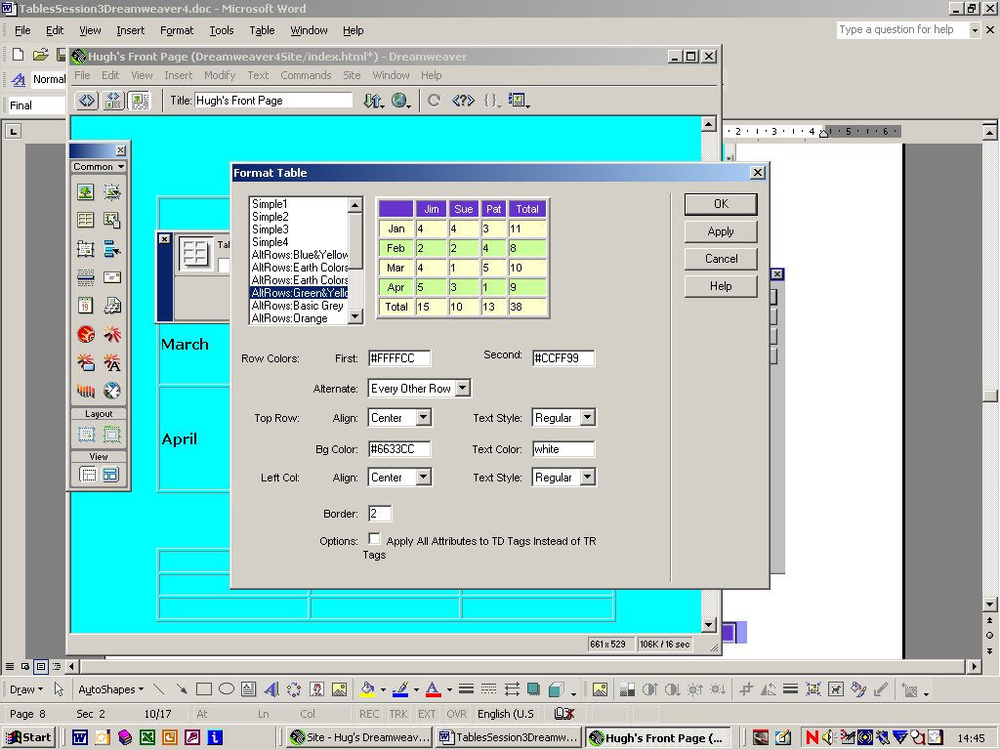 TablesSession3Dreamweaver4.doc - Microsoft Word
File Edit View Insert Format Tools Table Window Help
Type a question for help
Normal
Final
2 3 4 5 6
Hugh's Front Page (Dreamweaver4Site/index.html*) - Dreamweaver
File Edit View Insert Modify Text Commands Site Window Help
Title: Hugh's Front Page
Common
Layout
View
March
April
Format Table
Simple1
Simple2
Simple3
Simple4
AltRows:Blue&Yellow
AltRows:Earth Colors
AltRows:Earth Colors
AltRows:Green&Yello
AltRows:Basic Grey
AltRows:Orange
Jim Sue Pat Total
Jan 4 4 3 11
Feb 2 2 4 8
Mar 4 1 5 10
Apr 5 3 1 9
Total 15 10 13 38
OK
Apply
Cancel
Help
Row Colors: First: #FFFFCC Second: #CCFF99
Alternate: Every Other Row
Top Row: Align: Center Text Style: Regular
Bg Color: #6633CC Text Color: white
Left Col: Align: Center Text Style: Regular
Border: 2
Options: Apply All Attributes to TD Tags Instead of TR
Tags
661 x 529 106K / 16 sec
Draw AutoShapes
Page 8 Sec 2 10/17 At Ln Col REC TRK EXT OVR English (U.S
Start Site - Hug's Dreamweav... TablesSession3Dreamw... Hugh's Front Page (... 14:45